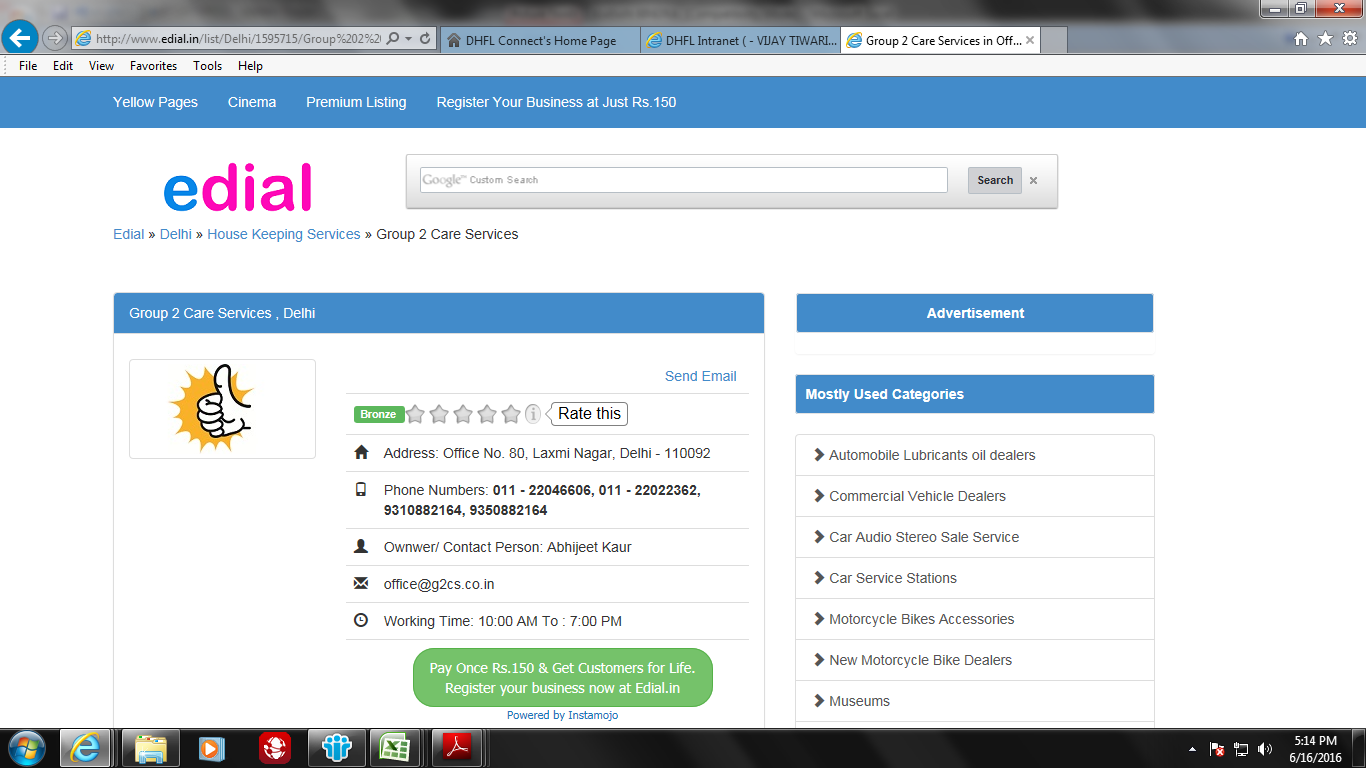 http://www.edial.in/list/Delhi/1595715/Group%202%20
DHFL Connect's Home Page
DHFL Intranet ( - VIJAY TIWARI...
Group 2 Care Services in Off...
File Edit View Favorites Tools Help
Yellow Pages Cinema Premium Listing Register Your Business at Just Rs.150
edial
Google™ Custom Search
Search ×
Edial » Delhi » House Keeping Services » Group 2 Care Services
Group 2 Care Services , Delhi
Send Email
Bronze
Rate this
Address: Office No. 80, Laxmi Nagar, Delhi - 110092
Phone Numbers: 011 - 22046606, 011 - 22022362,
9310882164, 9350882164
Ownwer/ Contact Person: Abhijeet Kaur
office@g2cs.co.in
Working Time: 10:00 AM To : 7:00 PM
Pay Once Rs.150 & Get Customers for Life.
Register your business now at Edial.in
Powered by Instamojo
Advertisement
Mostly Used Categories
Automobile Lubricants oil dealers
Commercial Vehicle Dealers
Car Audio Stereo Sale Service
Car Service Stations
Motorcycle Bikes Accessories
New Motorcycle Bike Dealers
Museums
5:14 PM
6/16/2016